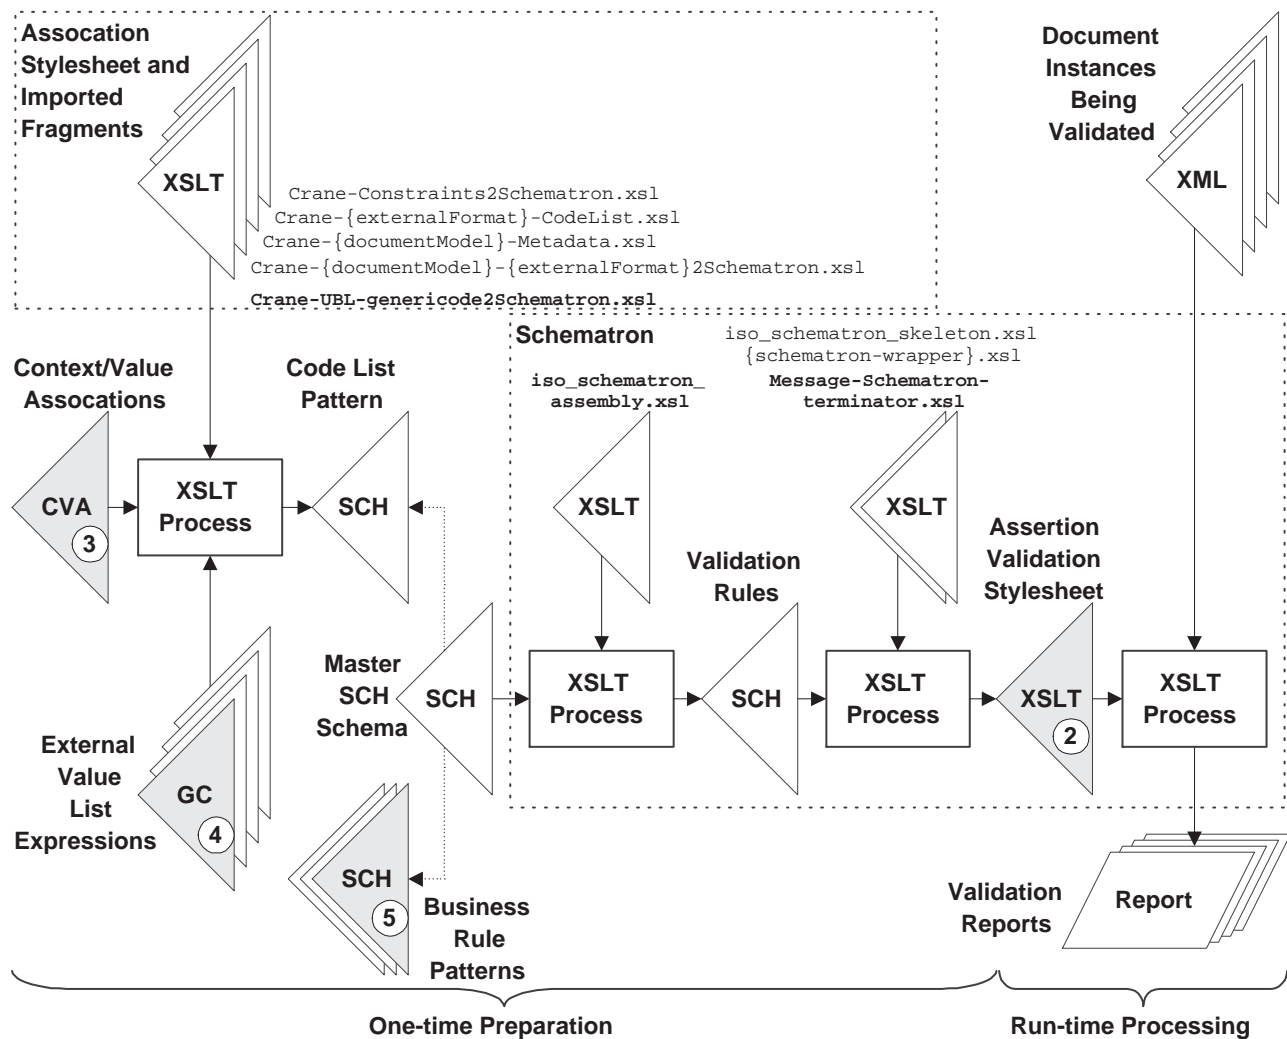 Assocation
Stylesheet and
Imported
Fragments
XSLT
Crane-Constraints2Schematron.xsl
Crane-{externalFormat}-CodeList.xsl
Crane-{documentModel}-Metadata.xsl
Crane-{documentModel}-{externalFormat}2Schematron.xsl
Crane-UBL-genericode2Schematron.xsl
Document
Instances
Being
Validated
XML
Context/Value
Assocations
CVA
3
XSLT
Process
Code List
Pattern
SCH
Schematron
iso_schematron_
assembly.xsl
XSLT
iso_schematron_skeleton.xsl
{schematron-wrapper}.xsl
Message-Schematron-
terminator.xsl
XSLT
External
Value
List
Expressions
GC
4
Master
SCH
Schema
SCH
XSLT
Process
Validation
Rules
SCH
XSLT
Process
Assertion
Validation
Stylesheet
XSLT
2
XSLT
Process
SCH
5
Business
Rule
Patterns
Validation
Reports
Report
One-time Preparation
Run-time Processing